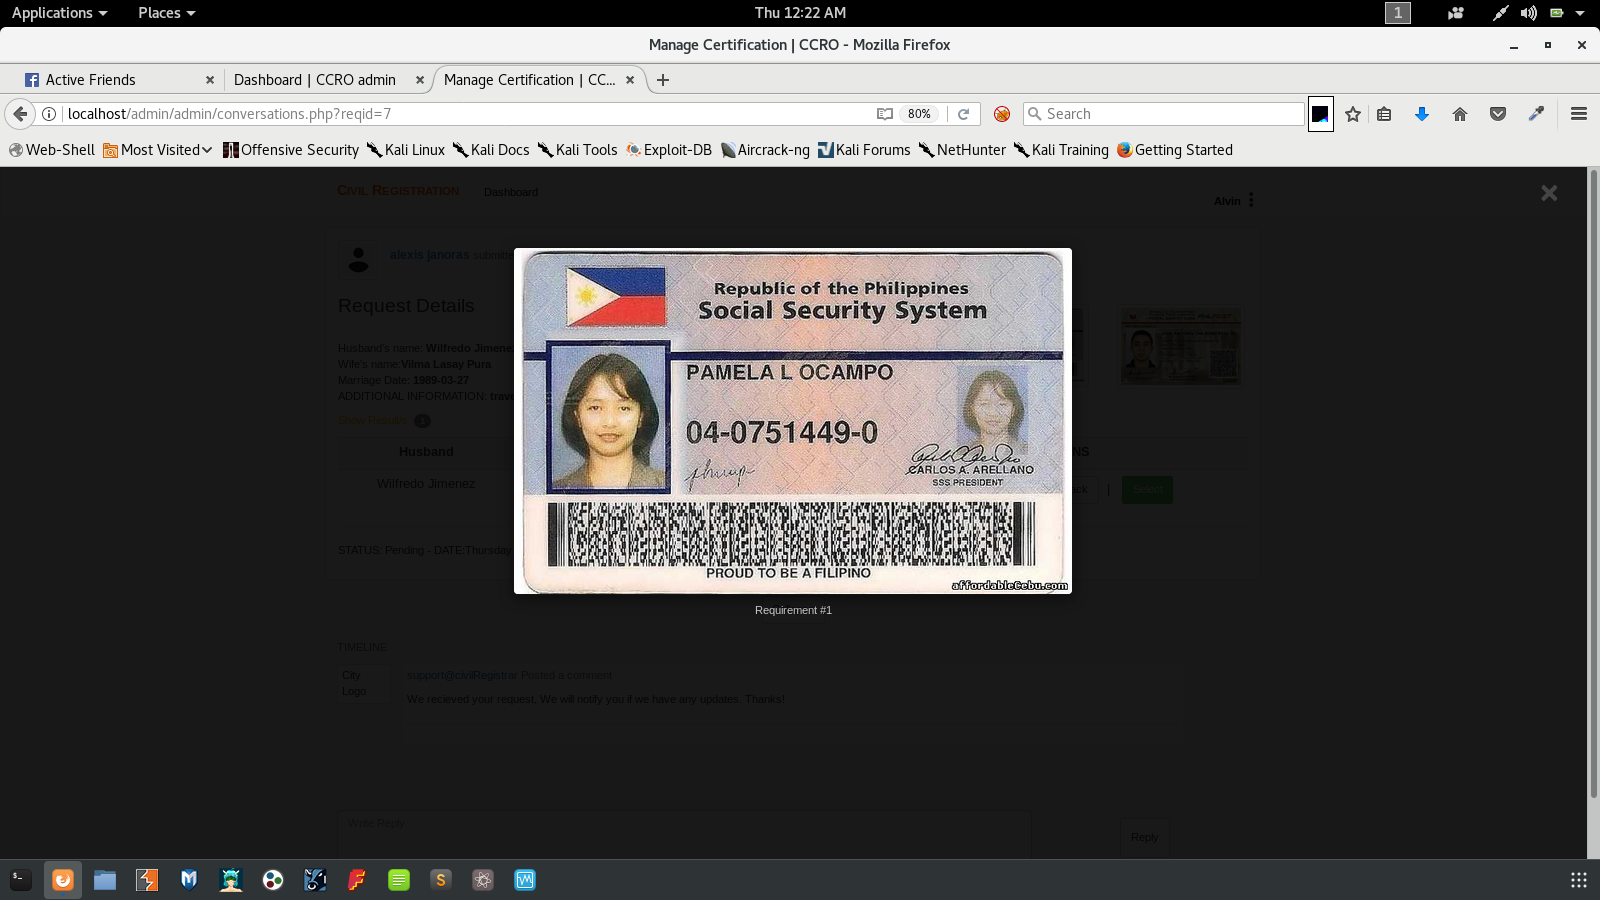 Applications Places Thu 12:22 AM 1
Manage Certification | CCRO - Mozilla Firefox
Active Friends Dashboard | CCRO admin Manage Certification | CC...
localhost/admin/admin/conversations.php?reqid=7 80% Search
Web-Shell Most Visited Offensive Security Kali Linux Kali Docs Kali Tools Exploit-DB Aircrack-ng Kali Forums NetHunter Kali Training Getting Started
CIVIL REGISTRATION Dashboard
Alvin
alexis janoras submitte
Request Details
Husband's name: Wilfredo Jimene
Wife's name:Vilma Lasay Pura
Marriage Date: 1989-03-27
ADDITIONAL INFORMATION: trave
Show Results
Husband NS
Wilfredo Jimenez | Select
STATUS: Pending - DATE:Thursday
Republic of the Philippines
Social Security System
PAMELA L OCAMPO
04-0751449-0
CARLOS A. ARELLANO
SSS PRESIDENT
PROUD TO BE A FILIPINO
affordableCebu.com
Requirement #1
TIMELINE:
City
Logo
support@civilRegistrar Posted a comment
We recieved your request. We will notify you if we have any updates. Thanks!
Write Reply
Reply